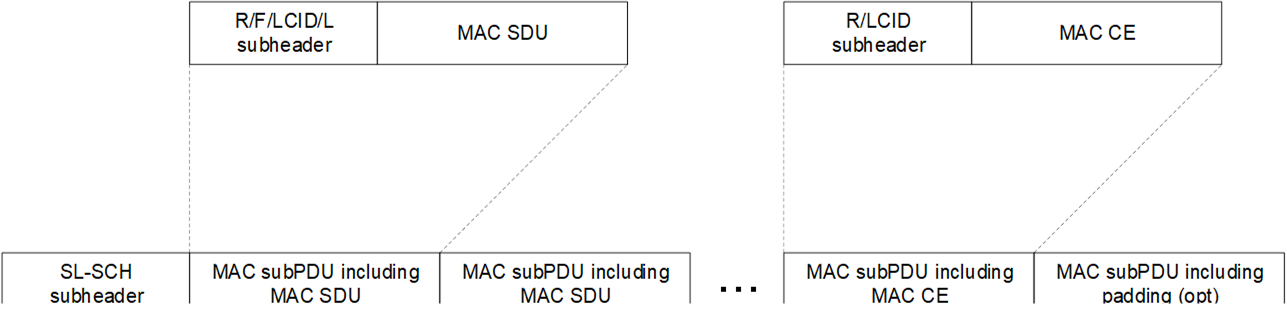 R/F/LCID/L
subheader
MAC SDU
R/LCID
subheader
MAC CE
SL-SCH
subheader
MAC subPDU including
MAC SDU
MAC subPDU including
MAC SDU
...
MAC subPDU including
MAC CE
MAC subPDU including
padding (opt)